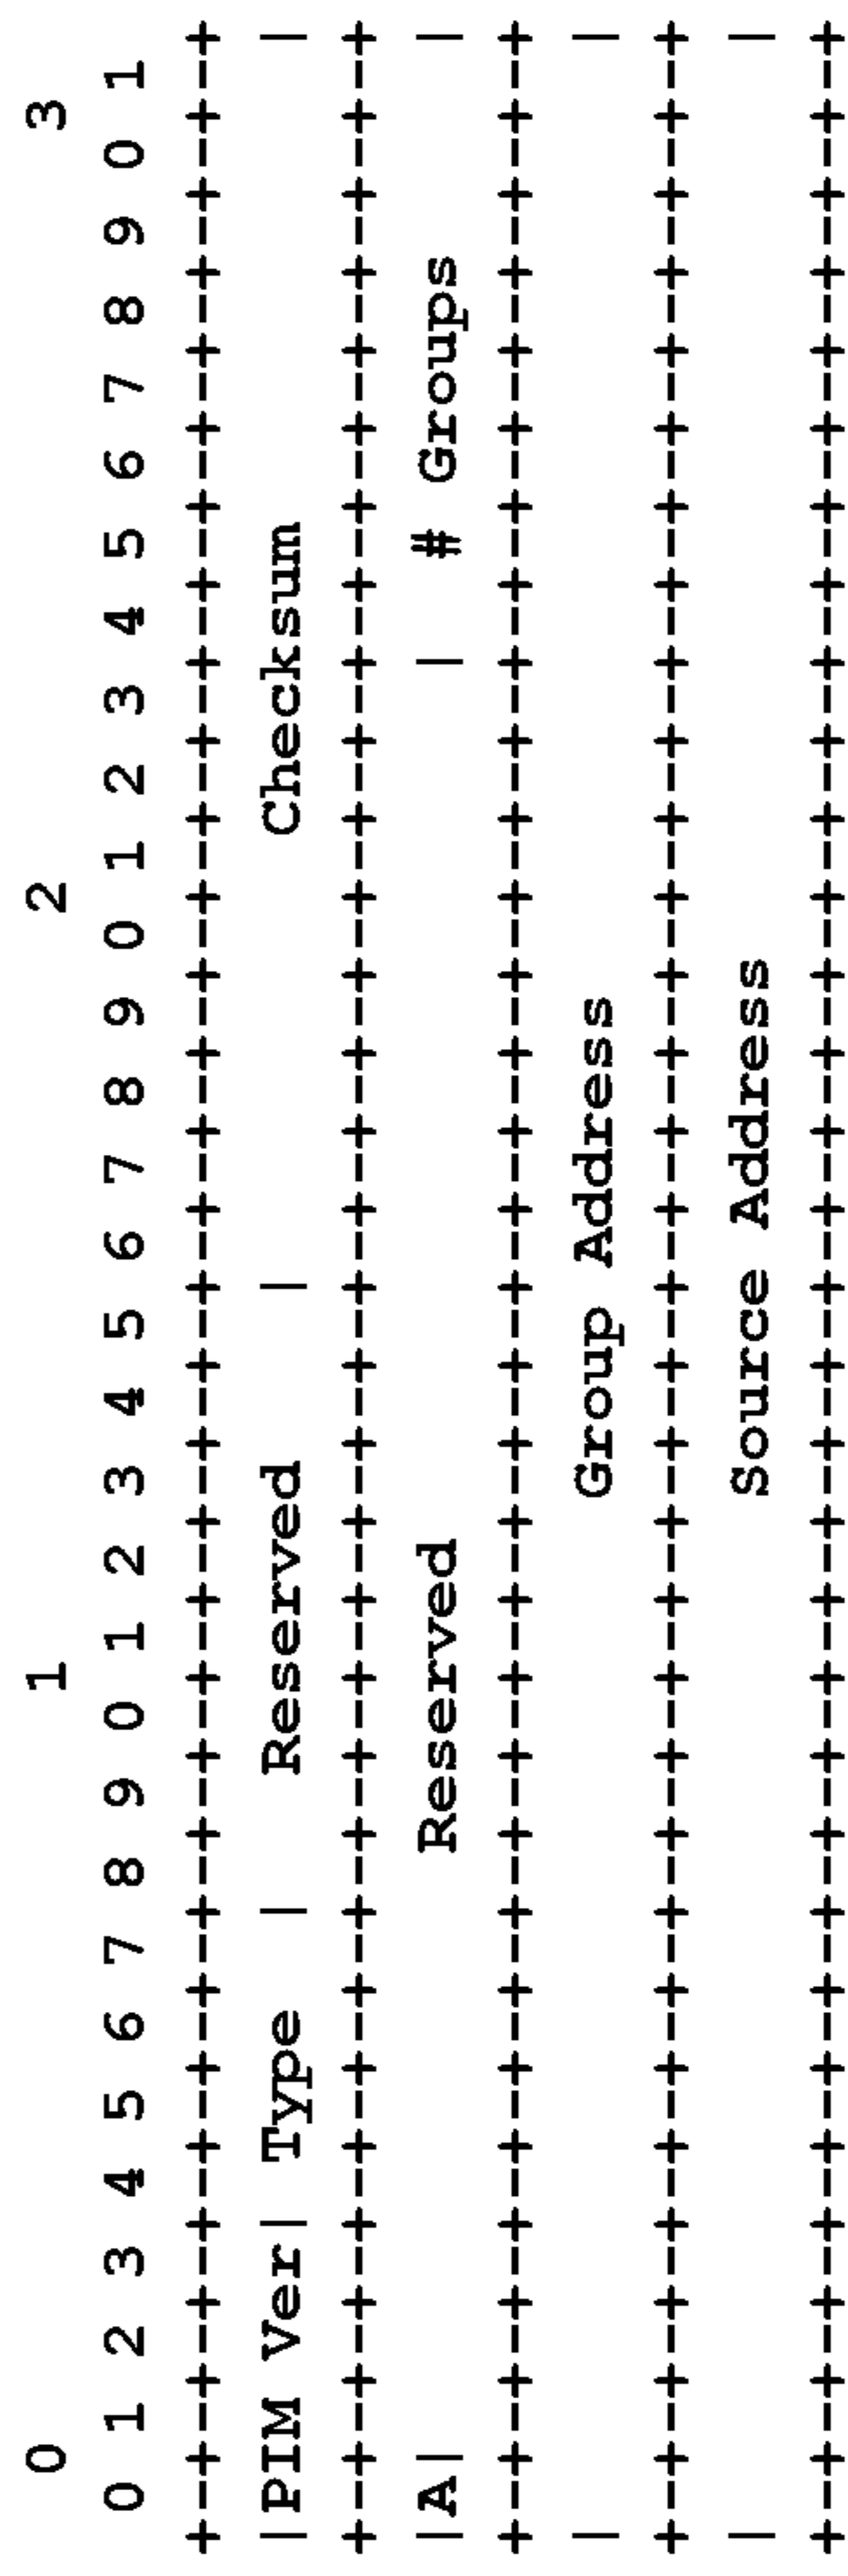 0                   1                   2                   3
 0 1 2 3 4 5 6 7 8 9 0 1 2 3 4 5 6 7 8 9 0 1 2 3 4 5 6 7 8 9 0 1
+-+-+-+-+-+-+-+-+-+-+-+-+-+-+-+-+-+-+-+-+-+-+-+-+-+-+-+-+-+-+-+-+
|PIM Ver| Type  |   Reserved    |           Checksum            |
+-+-+-+-+-+-+-+-+-+-+-+-+-+-+-+-+-+-+-+-+-+-+-+-+-+-+-+-+-+-+-+-+
|A|               Reserved                      |  # Groups     |
+-+-+-+-+-+-+-+-+-+-+-+-+-+-+-+-+-+-+-+-+-+-+-+-+-+-+-+-+-+-+-+-+
|                          Group Address                        |
+-+-+-+-+-+-+-+-+-+-+-+-+-+-+-+-+-+-+-+-+-+-+-+-+-+-+-+-+-+-+-+-+
|                          Source Address                       |
+-+-+-+-+-+-+-+-+-+-+-+-+-+-+-+-+-+-+-+-+-+-+-+-+-+-+-+-+-+-+-+-+